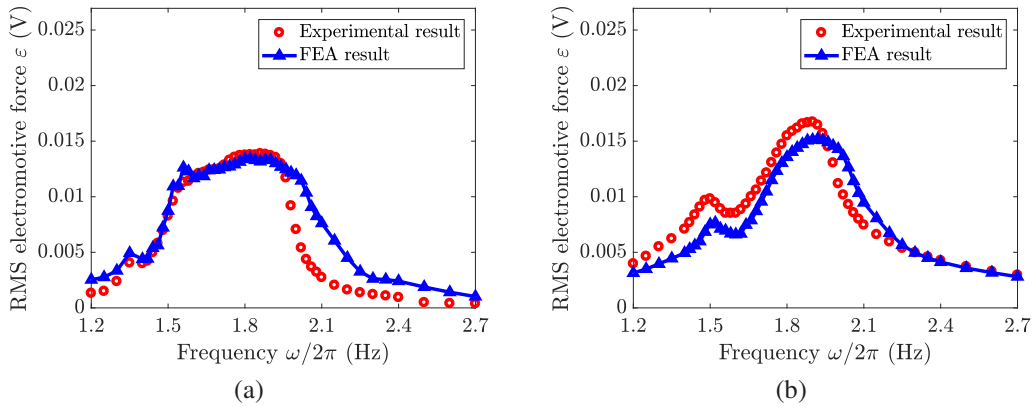 RMS electromotive force ε (V)
0.025
0.02
0.015
0.01
0.005
0
1.2 1.5 1.8 2.1 2.4 2.7
Frequency ω/2π (Hz)
Experimental result
FEA result
(a)
RMS electromotive force ε (V)
0.025
0.02
0.015
0.01
0.005
0
1.2 1.5 1.8 2.1 2.4 2.7
Frequency ω/2π (Hz)
Experimental result
FEA result
(b)